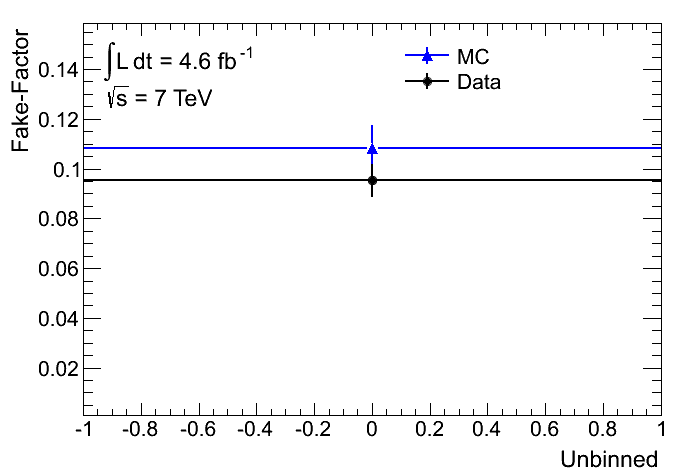 Fake-Factor
∫L dt = 4.6 fb⁻¹
√s = 7 TeV
MC
Data
0.14
0.12
0.1
0.08
0.06
0.04
0.02
-1 -0.8 -0.6 -0.4 -0.2 0 0.2 0.4 0.6 0.8 1
Unbinned